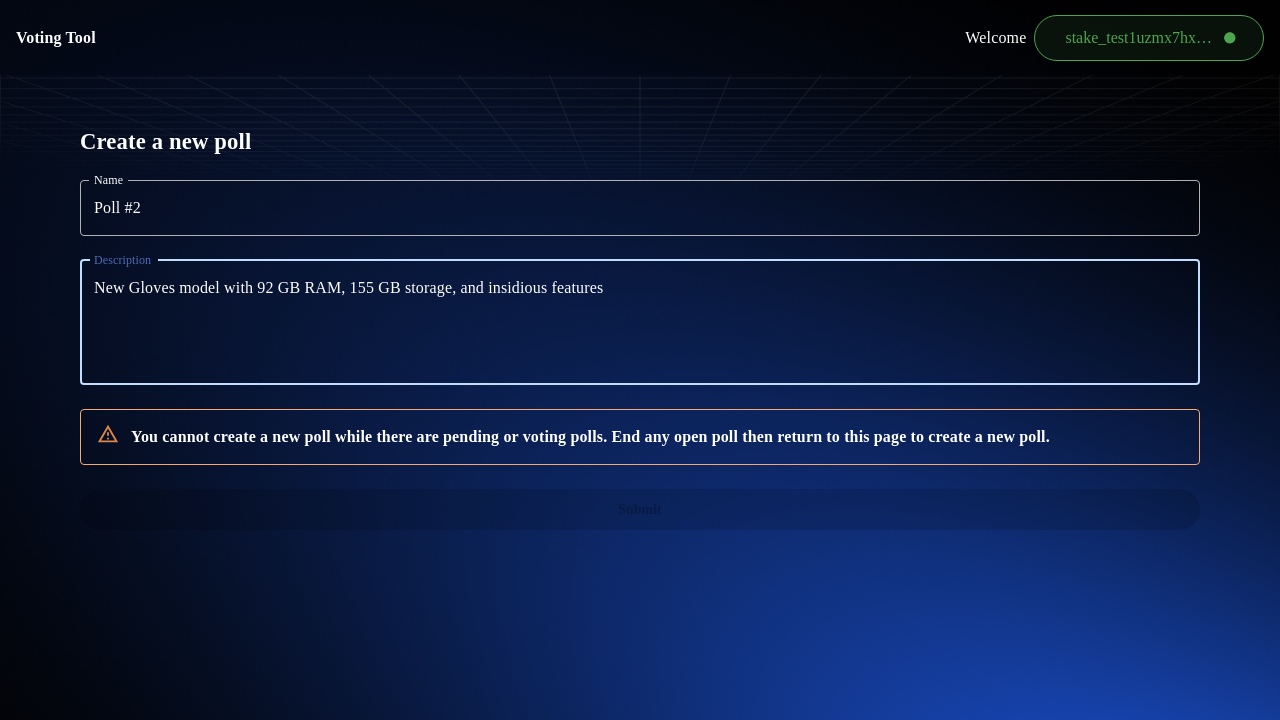 Voting Tool
Welcome
stake_test1uzmx7hx…
Create a new poll
Name
Poll #2
Description
New Gloves model with 92 GB RAM, 155 GB storage, and insidious features
You cannot create a new poll while there are pending or voting polls. End any open poll then return to this page to create a new poll.
Submit